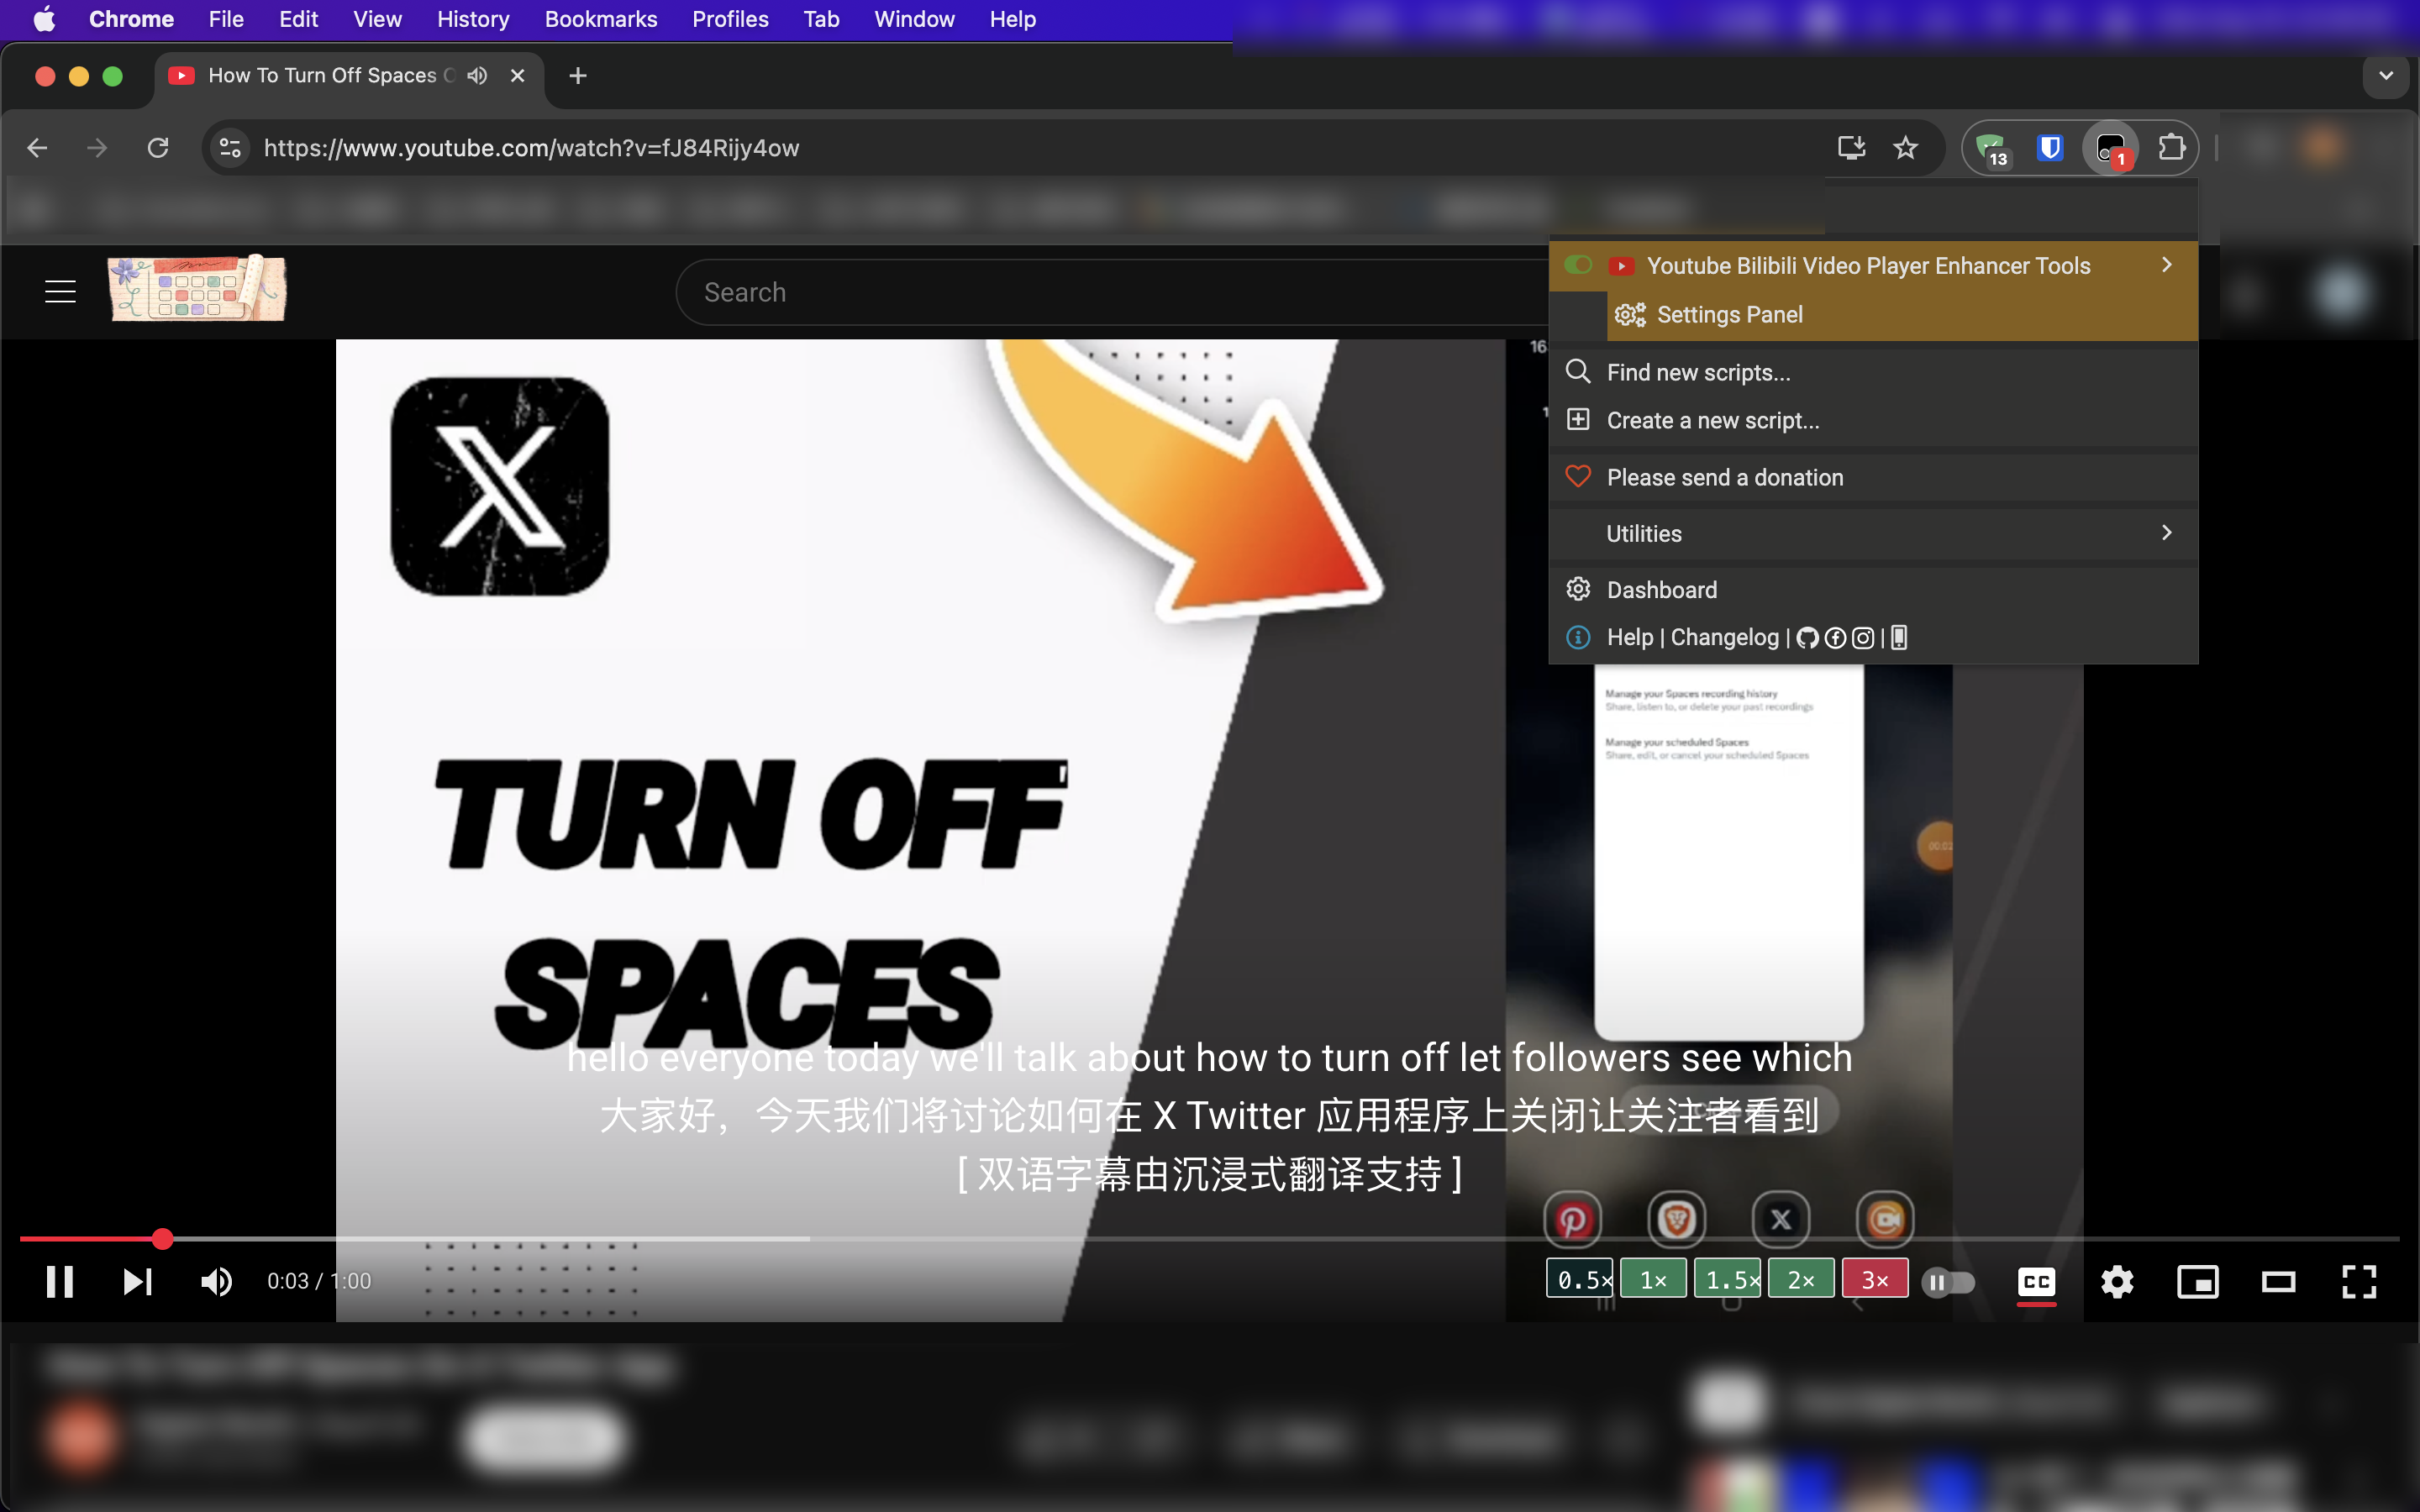 Chrome File Edit View History Bookmarks Profiles Tab Window Help
How To Turn Off Spaces
https://www.youtube.com/watch?v=fJ84Rijy4ow
13
1
Search
Youtube Bilibili Video Player Enhancer Tools
Settings Panel
Find new scripts...
Create a new script...
Please send a donation
Utilities
Dashboard
Help | Changelog | |
16
X
TURN OFF
SPACES
Manage your Spaces recording history
Share, listen to, or delete your past recordings
Manage your scheduled Spaces
Share, edit, or cancel your scheduled Spaces
hello everyone today we'll talk about how to turn off let followers see which
大家好，今天我们将讨论如何在 X Twitter 应用程序上关闭让关注者看到
[ 双语字幕由沉浸式翻译支持 ]
0:03 / 1:00
0.5× 1× 1.5× 2× 3×
CC